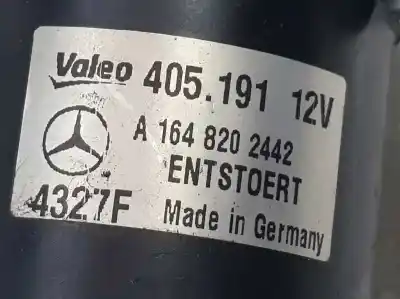 Valeo 405.191 12V
A 164 820 2442
ENTSTOERT
4327F Made in Germany